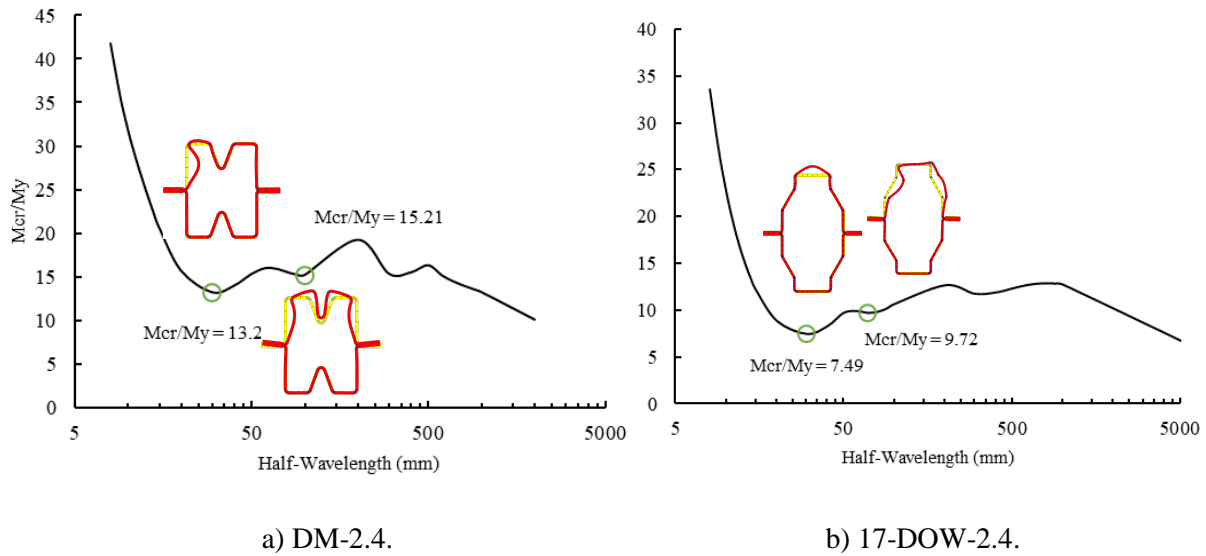 45
40
35
30
25
20
15
10
5
0
Mcr/My
Mcr/My = 15.21
Mcr/My = 13.2
5 50 500 5000
Half-Wavelength (mm)
a) DM-2.4.
40
35
30
25
20
15
10
5
0
Mcr/My = 9.72
Mcr/My = 7.49
5 50 500 5000
Half-Wavelength (mm)
b) 17-DOW-2.4.